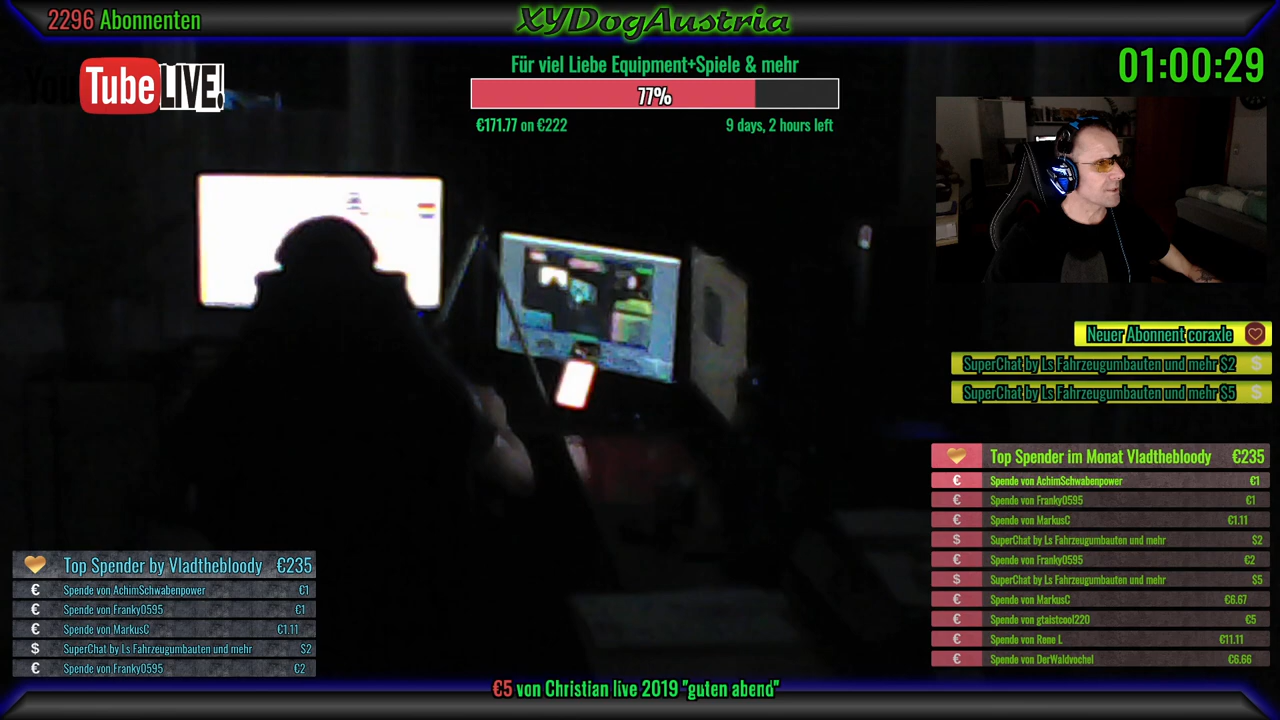 2296 Abonnenten
XYDogAustria
YouTube LIVE!
Für viel Liebe Equipment+Spiele & mehr
77%
€171.77 on €222
9 days, 2 hours left
01:00:29
Neuer Abonnent coraxle
SuperChat by Ls Fahrzeugumbauten und mehr $2
SuperChat by Ls Fahrzeugumbauten und mehr $5
Top Spender im Monat Vladthebloody €235
€ Spende von AchimSchwabenpower €1
€ Spende von Franky0595 €1
€ Spende von MarkusC €1.11
$ SuperChat by Ls Fahrzeugumbauten und mehr $2
€ Spende von Franky0595 €2
$ SuperChat by Ls Fahrzeugumbauten und mehr $5
€ Spende von MarkusC €6.67
€ Spende von gtaistcool220 €5
€ Spende von Rene L €11.11
€ Spende von DerWaldvochel €6.66
Top Spender by Vladthebloody €235
€ Spende von AchimSchwabenpower €1
€ Spende von Franky0595 €1
€ Spende von MarkusC €1.11
$ SuperChat by Ls Fahrzeugumbauten und mehr $2
€ Spende von Franky0595 €2
€5 von Christian live 2019 "guten abend"